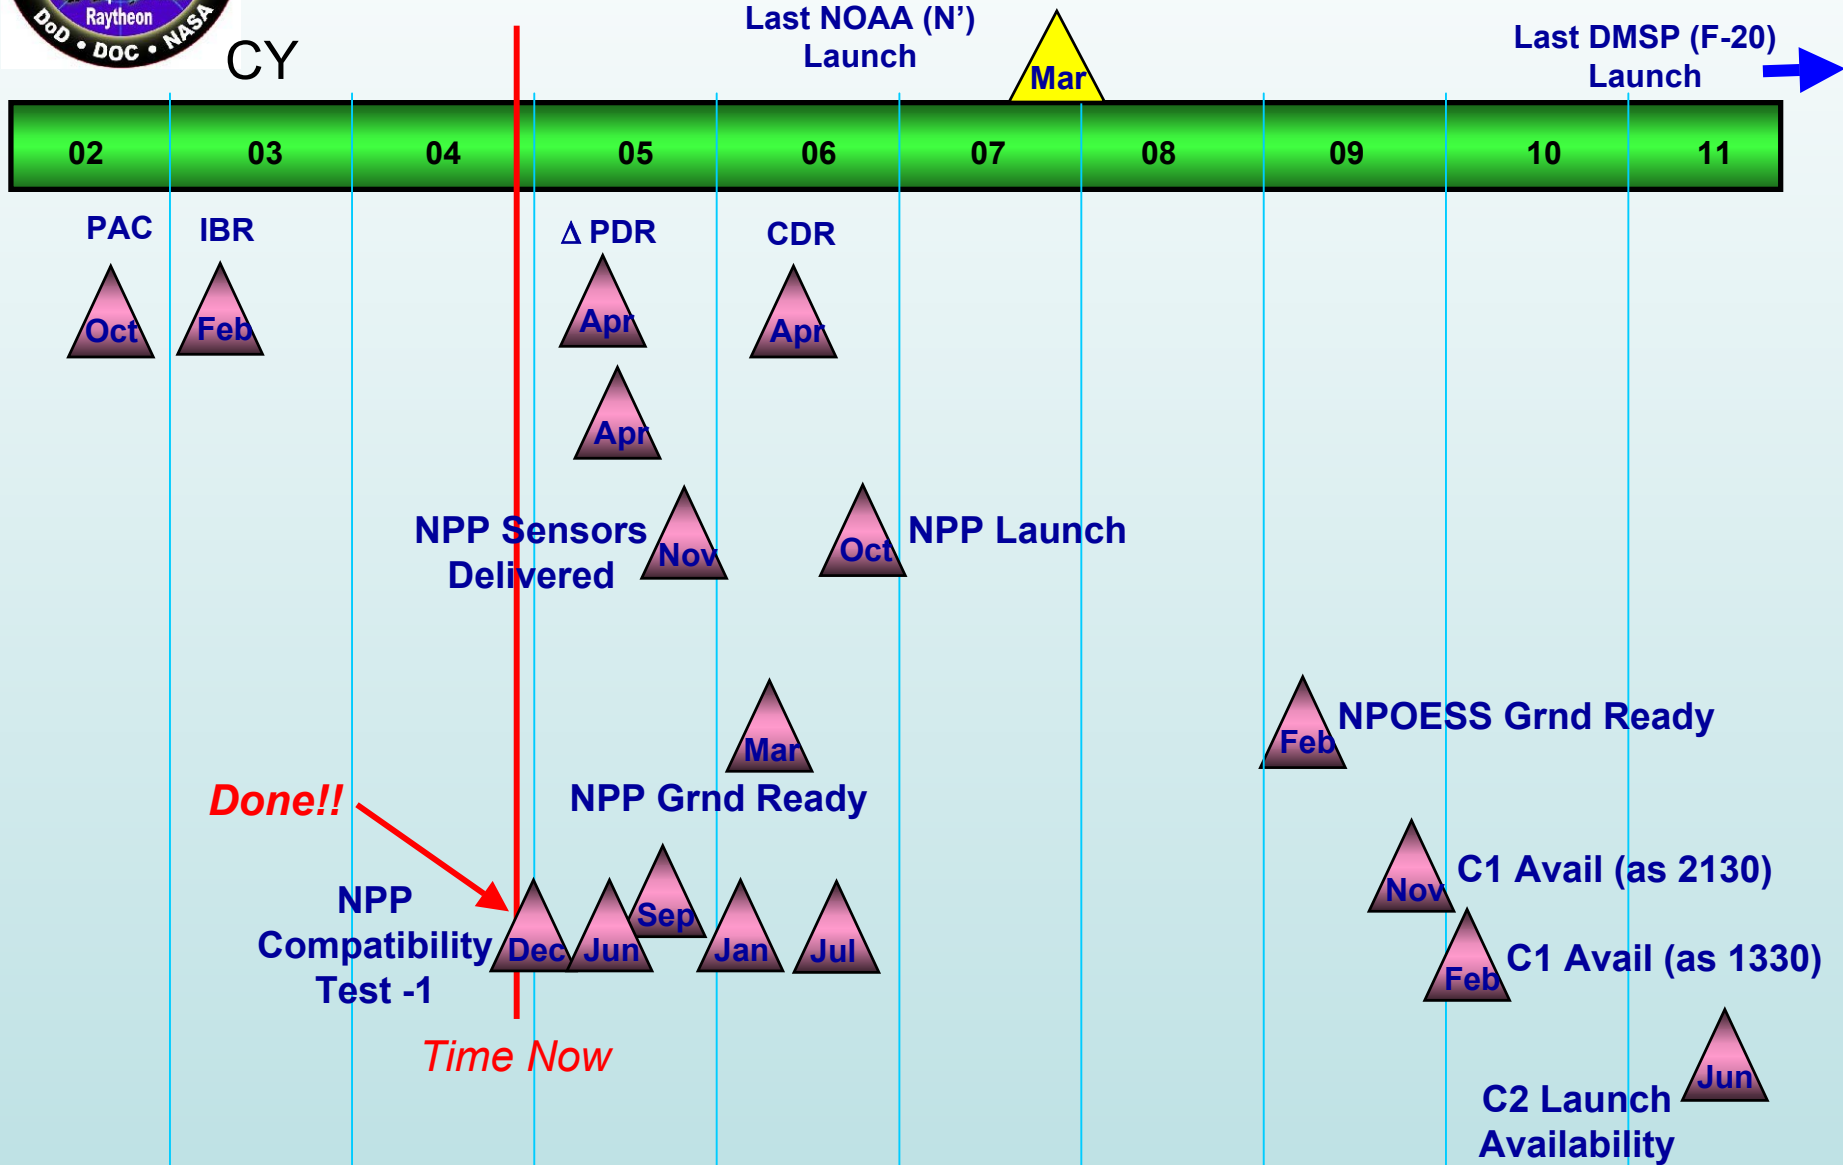 Raytheon
DoD • DOC • NASA
CY
Last NOAA (N’)
Launch
Mar
Last DMSP (F-20)
Launch
02 03 04 05 06 07 08 09 10 11
PAC IBR Δ PDR CDR
Oct Feb Apr Apr
Apr
NPP Sensors
Delivered
Nov
Oct
NPP Launch
Mar
NPP Grnd Ready
Feb
NPOESS Grnd Ready
Done!!
NPP
Compatibility
Test -1
Dec Jun Sep Jan Jul
Nov
C1 Avail (as 2130)
Feb
C1 Avail (as 1330)
Time Now
Jun
C2 Launch
Availability